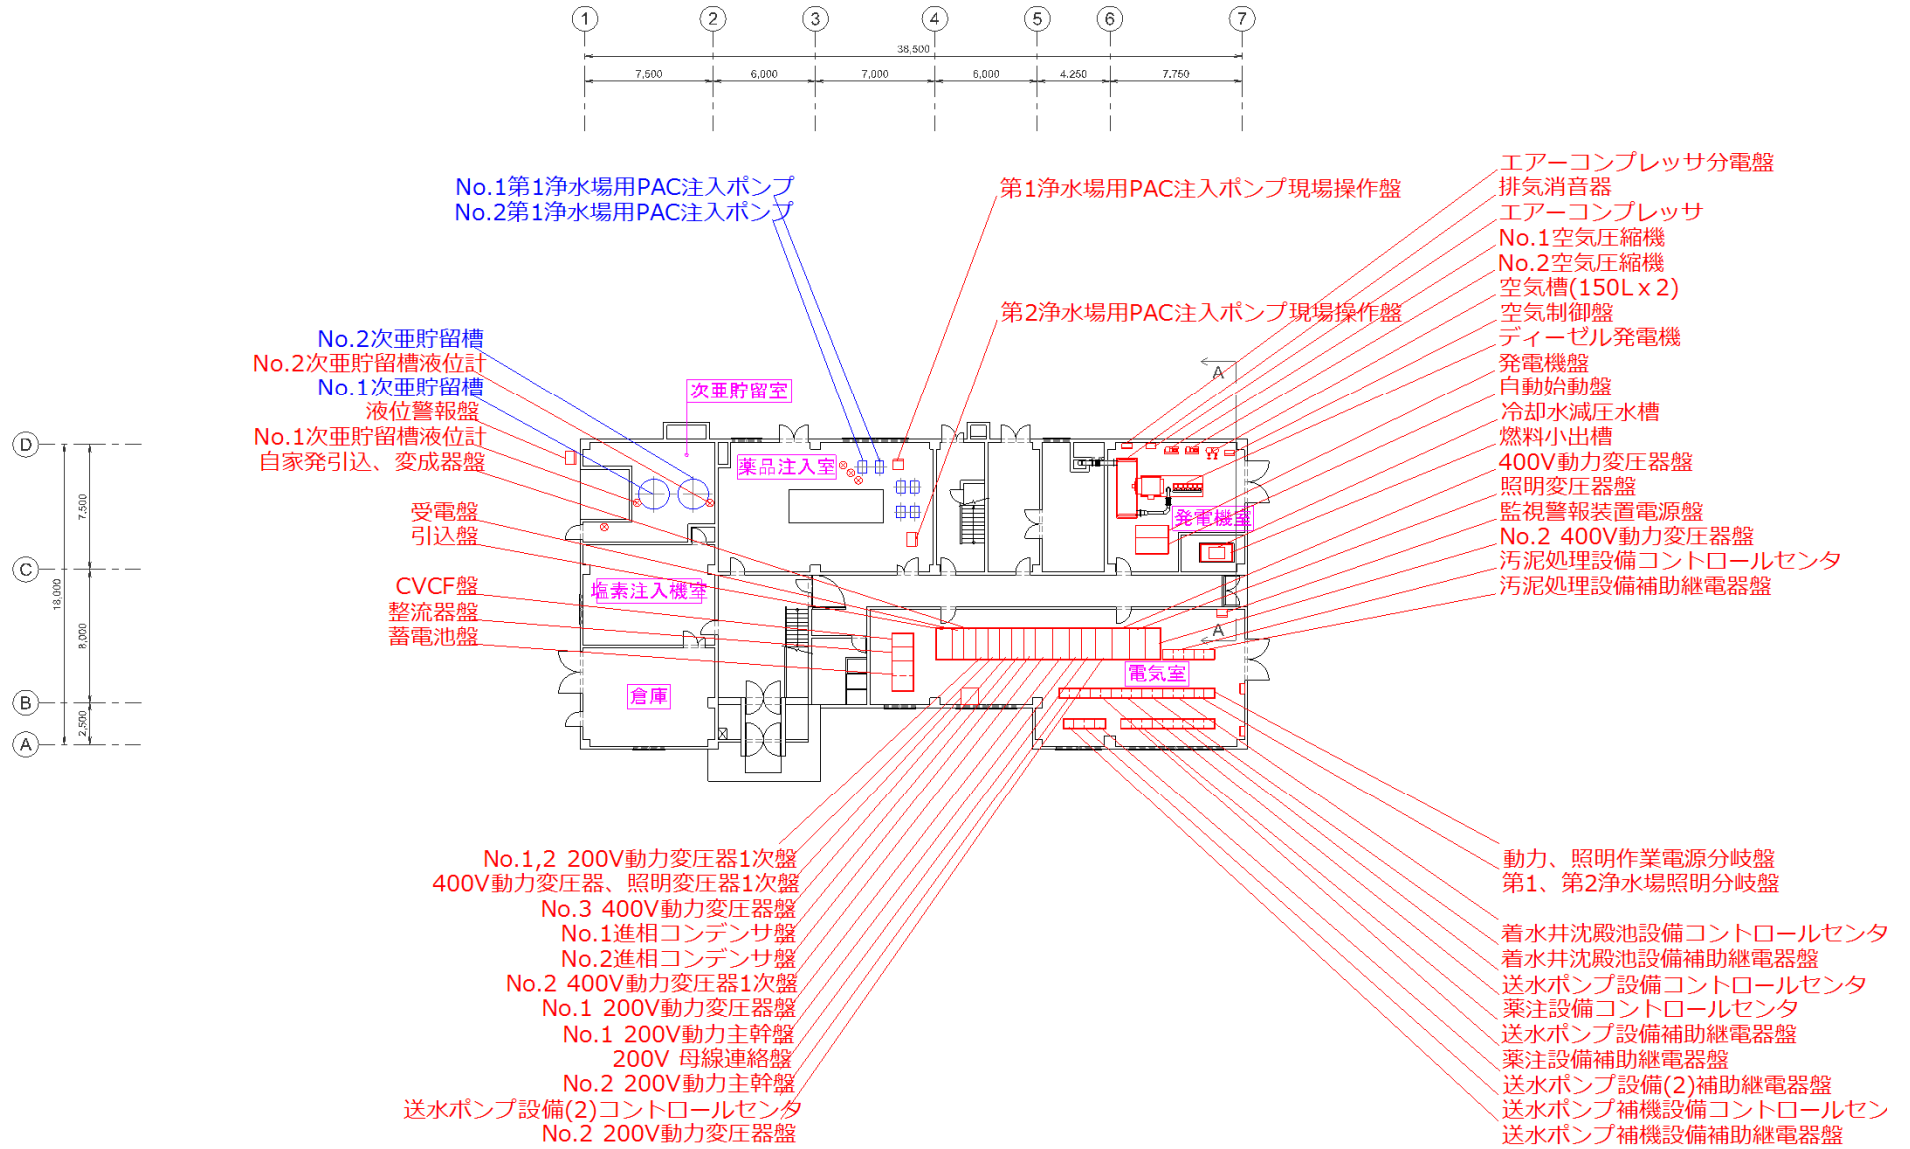 1 2 3 4 5 6 7
38,500
7,500 6,000 7,000 6,000 4.250 7.750
No.1第1浄水場用PAC注入ポンプ
No.2第1浄水場用PAC注入ポンプ
第1浄水場用PAC注入ポンプ現場操作盤
第2浄水場用PAC注入ポンプ現場操作盤
エアーコンプレッサ分電盤
排気消音器
エアーコンプレッサ
No.1空気圧縮機
No.2空気圧縮機
空気槽(150Lx2)
空気制御盤
ディーゼル発電機
発電機盤
自動始動盤
冷却水減圧水槽
燃料小出槽
400V動力変圧器盤
照明変圧器盤
監視警報装置電源盤
No.2 400V動力変圧器盤
汚泥処理設備コントロールセンタ
汚泥処理設備補助継電器盤
No.2次亜貯留槽
No.2次亜貯留槽液位計
No.1次亜貯留槽
液位警報盤
No.1次亜貯留槽液位計
自家発引込、変成器盤
受電盤
引込盤
CVCF盤
整流器盤
蓄電池盤
次亜貯留室
薬品注入室
発電機室
塩素注入機室
電気室
倉庫
A
A
D
C
B
A
7,500
18,000
8,000
2,500
No.1,2 200V動力変圧器1次盤
400V動力変圧器、照明変圧器1次盤
No.3 400V動力変圧器盤
No.1進相コンデンサ盤
No.2進相コンデンサ盤
No.2 400V動力変圧器1次盤
No.1 200V動力変圧器盤
No.1 200V動力主幹盤
200V 母線連絡盤
No.2 200V動力主幹盤
送水ポンプ設備(2)コントロールセンタ
No.2 200V動力変圧器盤
動力、照明作業電源分岐盤
第1、第2浄水場照明分岐盤
着水井沈殿池設備コントロールセンタ
着水井沈殿池設備補助継電器盤
送水ポンプ設備コントロールセンタ
薬注設備コントロールセンタ
送水ポンプ設備補助継電器盤
薬注設備補助継電器盤
送水ポンプ設備(2)補助継電器盤
送水ポンプ補機設備コントロールセン
送水ポンプ補機設備補助継電器盤